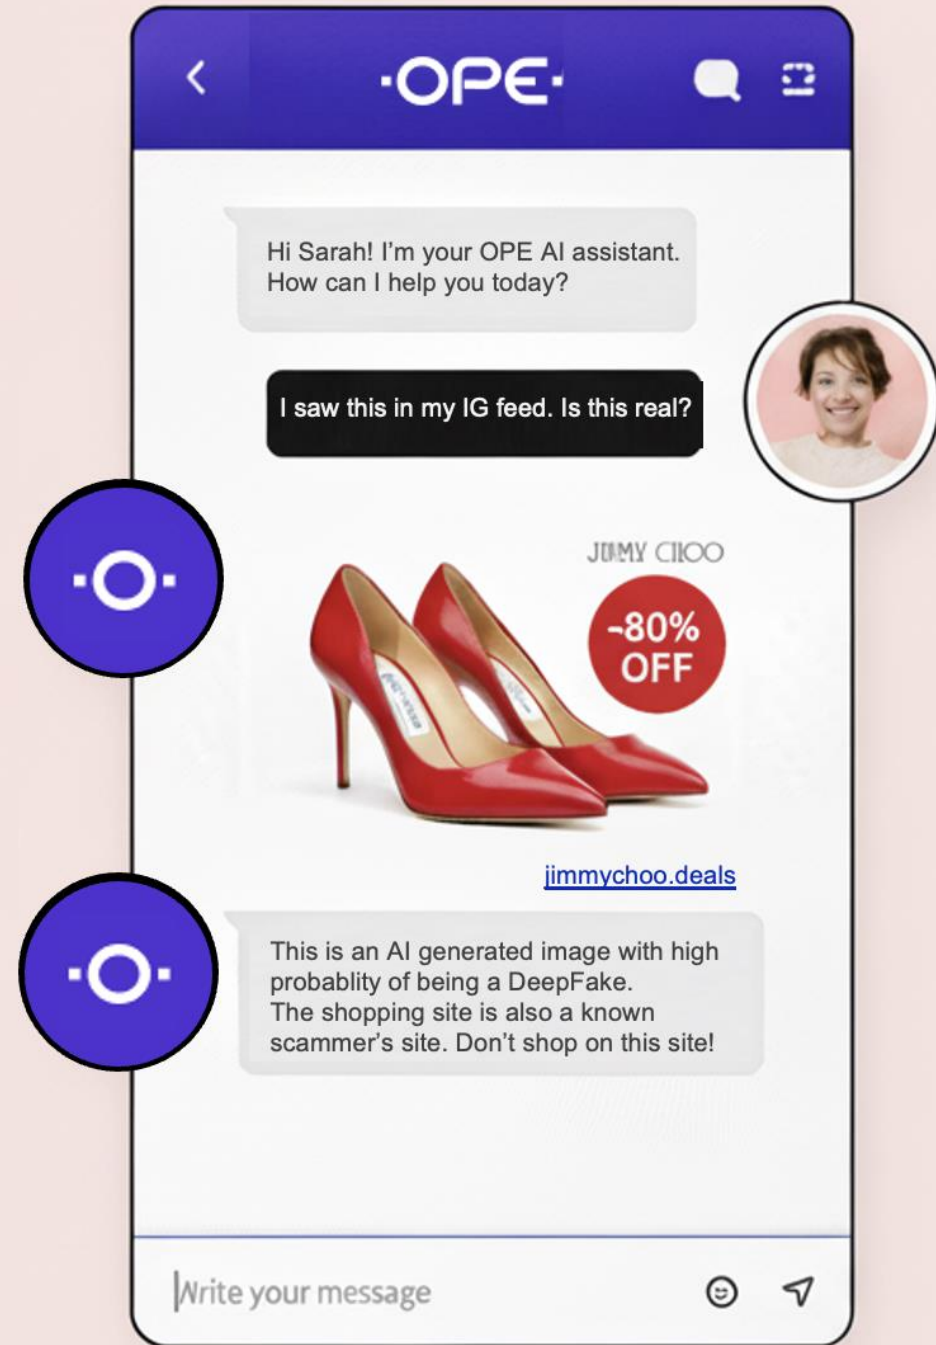 ·OPE·
Hi Sarah! I'm your OPE AI assistant.
How can I help you today?
I saw this in my IG feed. Is this real?
JIMMY CHOO
-80%
OFF
jimmychoo.deals
This is an AI generated image with high
probablity of being a DeepFake.
The shopping site is also a known
scammer's site. Don't shop on this site!
Write your message